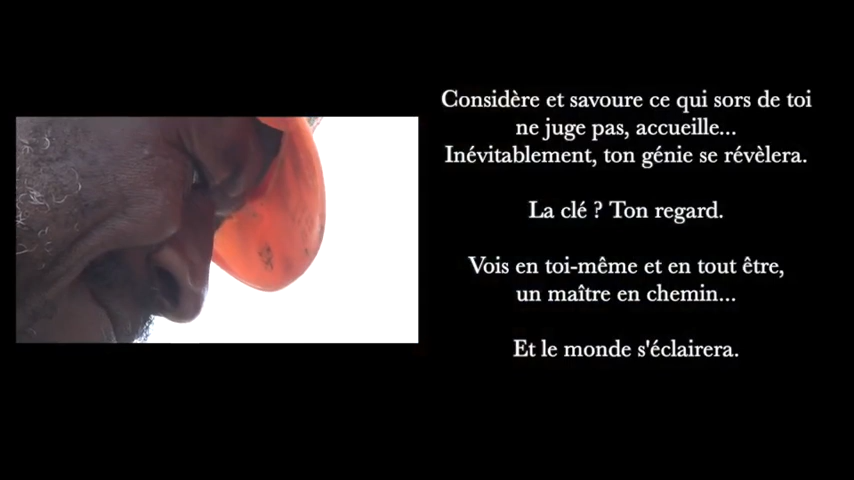 Considère et savoure ce qui sors de toi
ne juge pas, accueille...
Inévitablement, ton génie se révèlera.
La clé ? Ton regard.
Vois en toi-même et en tout être,
un maître en chemin...
Et le monde s'éclairera.